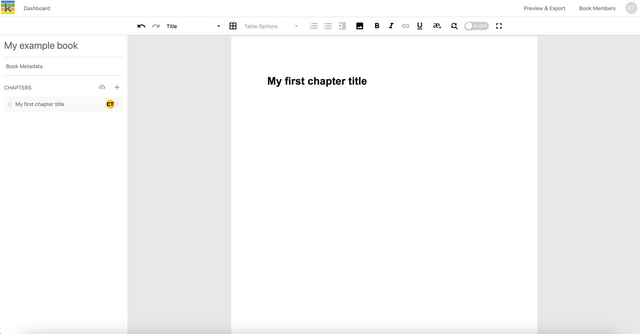 Dashboard
Preview & Export
Book Members
Title
Table Options
My example book
Book Metadata
CHAPTERS
My first chapter title
CT
My first chapter title